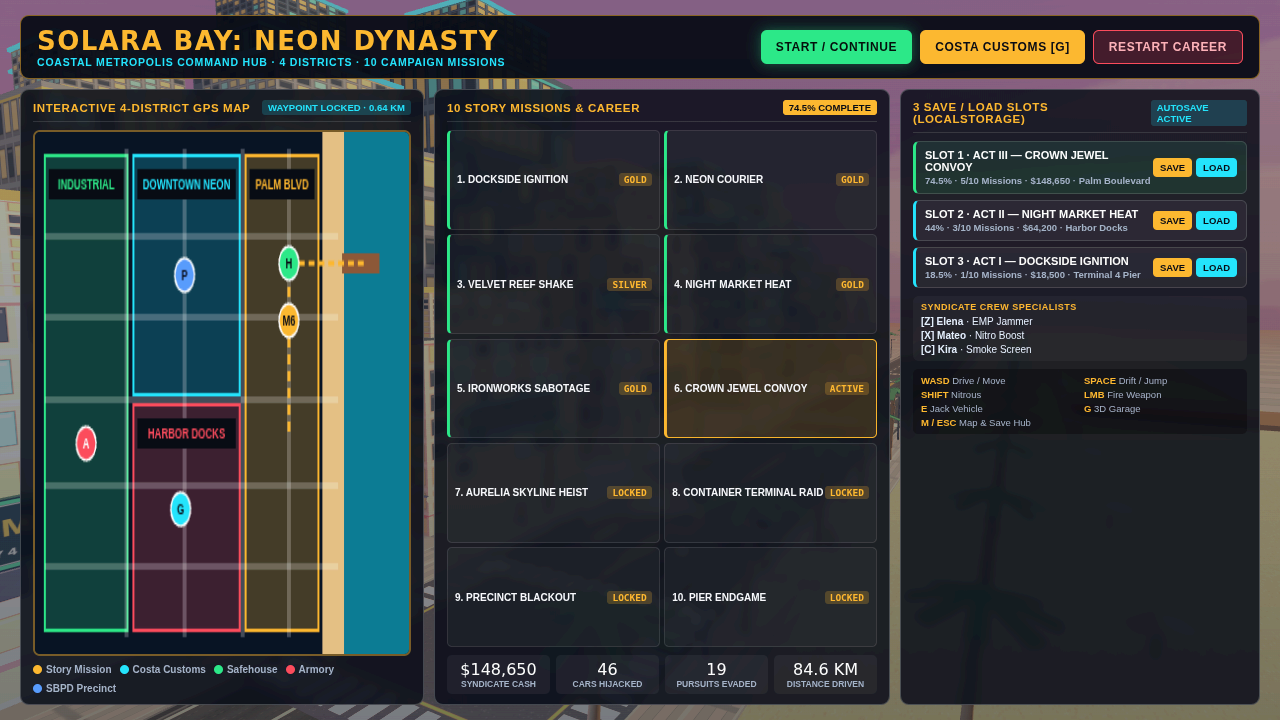 SOLARA BAY: NEON DYNASTY
COASTAL METROPOLIS COMMAND HUB · 4 DISTRICTS · 10 CAMPAIGN MISSIONS
START / CONTINUE
COSTA CUSTOMS [G]
RESTART CAREER
INTERACTIVE 4-DISTRICT GPS MAP
WAYPOINT LOCKED · 0.64 KM
INDUSTRIAL
DOWNTOWN NEON
PALM BLVD
H
P
M6
HARBOR DOCKS
A
G
Story Mission
Costa Customs
Safehouse
Armory
SBPD Precinct
10 STORY MISSIONS & CAREER
74.5% COMPLETE
1. DOCKSIDE IGNITION
GOLD
2. NEON COURIER
GOLD
3. VELVET REEF SHAKE
SILVER
4. NIGHT MARKET HEAT
GOLD
5. IRONWORKS SABOTAGE
GOLD
6. CROWN JEWEL CONVOY
ACTIVE
7. AURELIA SKYLINE HEIST
LOCKED
8. CONTAINER TERMINAL RAID
LOCKED
9. PRECINCT BLACKOUT
LOCKED
10. PIER ENDGAME
LOCKED
$148,650
SYNDICATE CASH
46
CARS HIJACKED
19
PURSUITS EVADED
84.6 KM
DISTANCE DRIVEN
3 SAVE / LOAD SLOTS
(LOCALSTORAGE)
AUTOSAVE
ACTIVE
SLOT 1 · ACT III — CROWN JEWEL
CONVOY
74.5% · 5/10 Missions · $148,650 · Palm Boulevard
SAVE
LOAD
SLOT 2 · ACT II — NIGHT MARKET HEAT
44% · 3/10 Missions · $64,200 · Harbor Docks
SAVE
LOAD
SLOT 3 · ACT I — DOCKSIDE IGNITION
18.5% · 1/10 Missions · $18,500 · Terminal 4 Pier
SAVE
LOAD
SYNDICATE CREW SPECIALISTS
[Z] Elena · EMP Jammer
[X] Mateo · Nitro Boost
[C] Kira · Smoke Screen
WASD Drive / Move
SPACE Drift / Jump
SHIFT Nitrous
LMB Fire Weapon
E Jack Vehicle
G 3D Garage
M / ESC Map & Save Hub